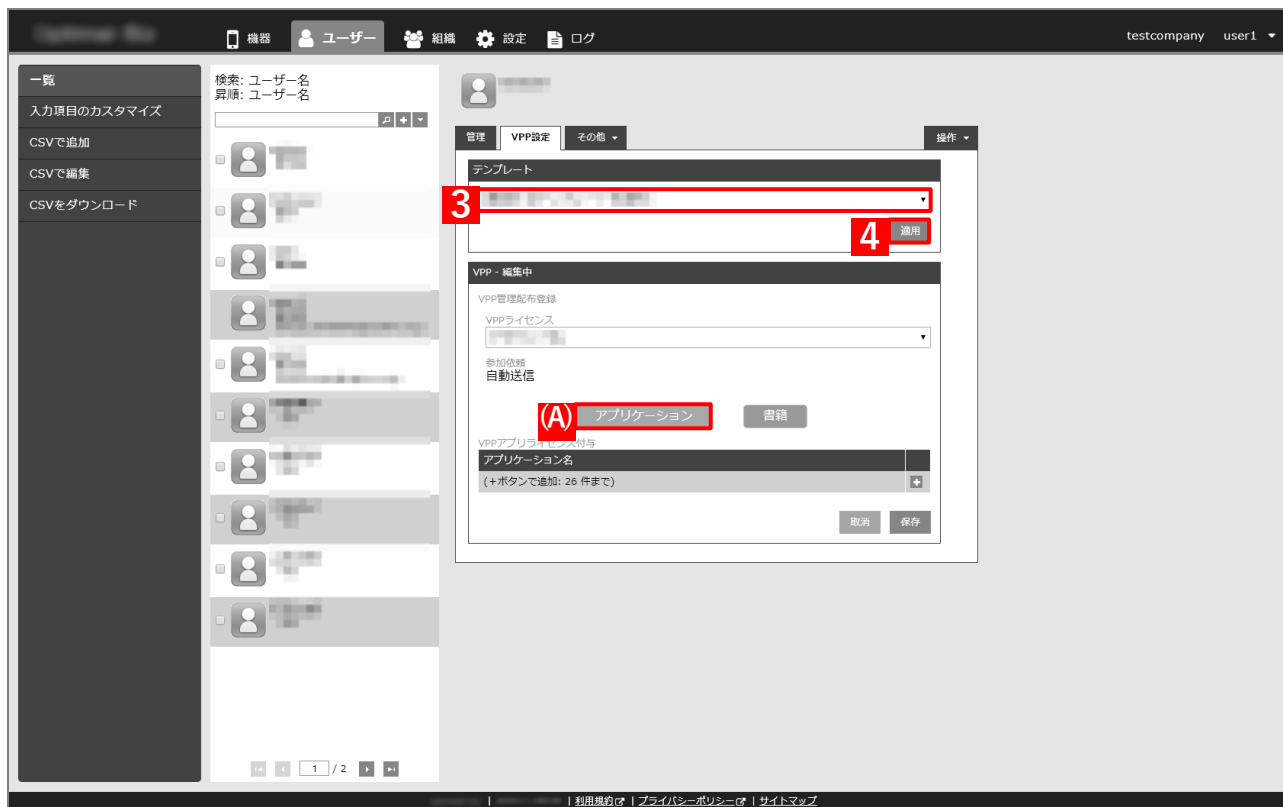 機器 ユーザー 組織 設定 ログ testcompany user1
一覧
入力項目のカスタマイズ
CSVで追加
CSVで編集
CSVをダウンロード
検索: ユーザー名
昇順: ユーザー名
管理 VPP設定 その他 操作
テンプレート
3
4 適用
VPP - 編集中
VPP管理配布登録
VPPライセンス
参加依頼
自動送信
(A) アプリケーション 書籍
VPPアプリライセンス付与
アプリケーション名
(+ボタンで追加: 26 件まで)
取消 保存
1 / 2
| | 利用規約 | プライバシーポリシー | サイトマップ